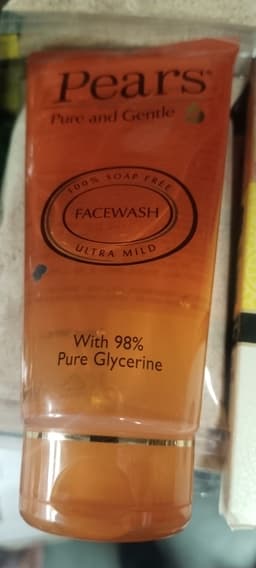 Pears
Pure and Gentle
100% SOAP FREE
FACEWASH
ULTRA MILD
With 98%
Pure Glycerine